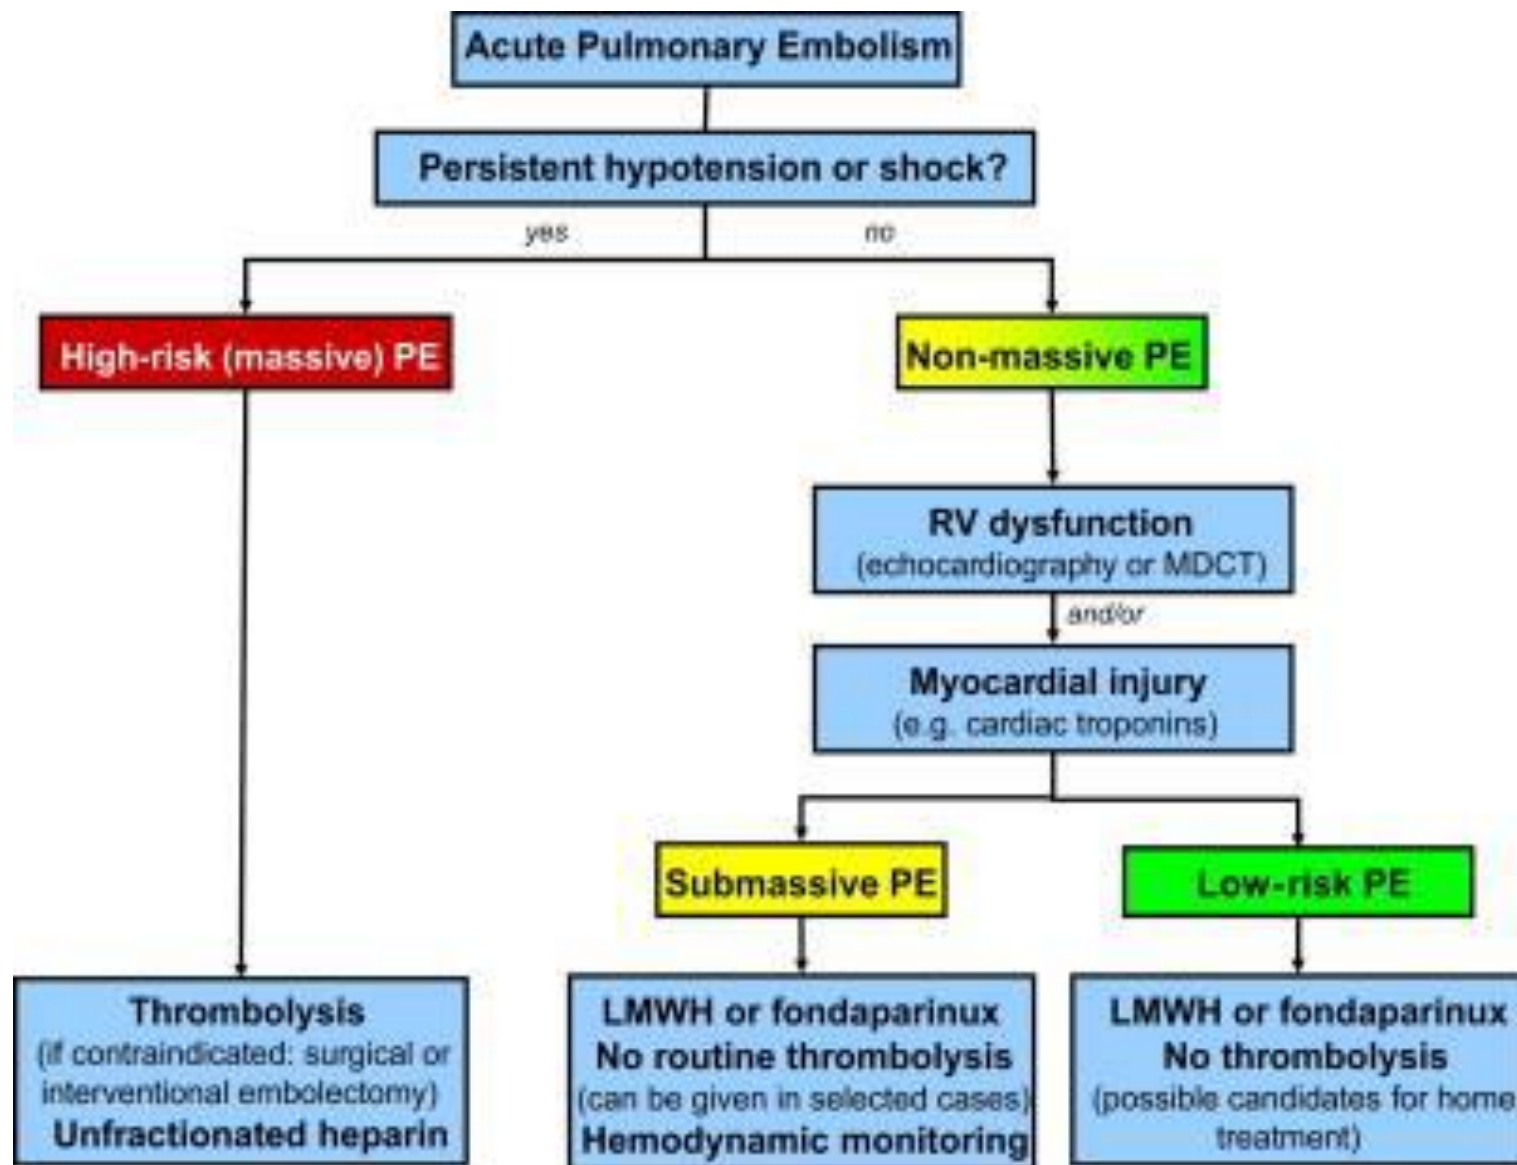 Acute Pulmonary Embolism
Persistent hypotension or shock?
yes
no
High-risk (massive) PE
Non-massive PE
RV dysfunction
(echocardiography or MDCT)
and/or
Myocardial injury
(e.g. cardiac troponins)
Submassive PE
Low-risk PE
Thrombolysis
(if contraindicated: surgical or
interventional embolectomy)
Unfractionated heparin
LMWH or fondaparinux
No routine thrombolysis
(can be given in selected cases)
Hemodynamic monitoring
LMWH or fondaparinux
No thrombolysis
(possible candidates for home
treatment)